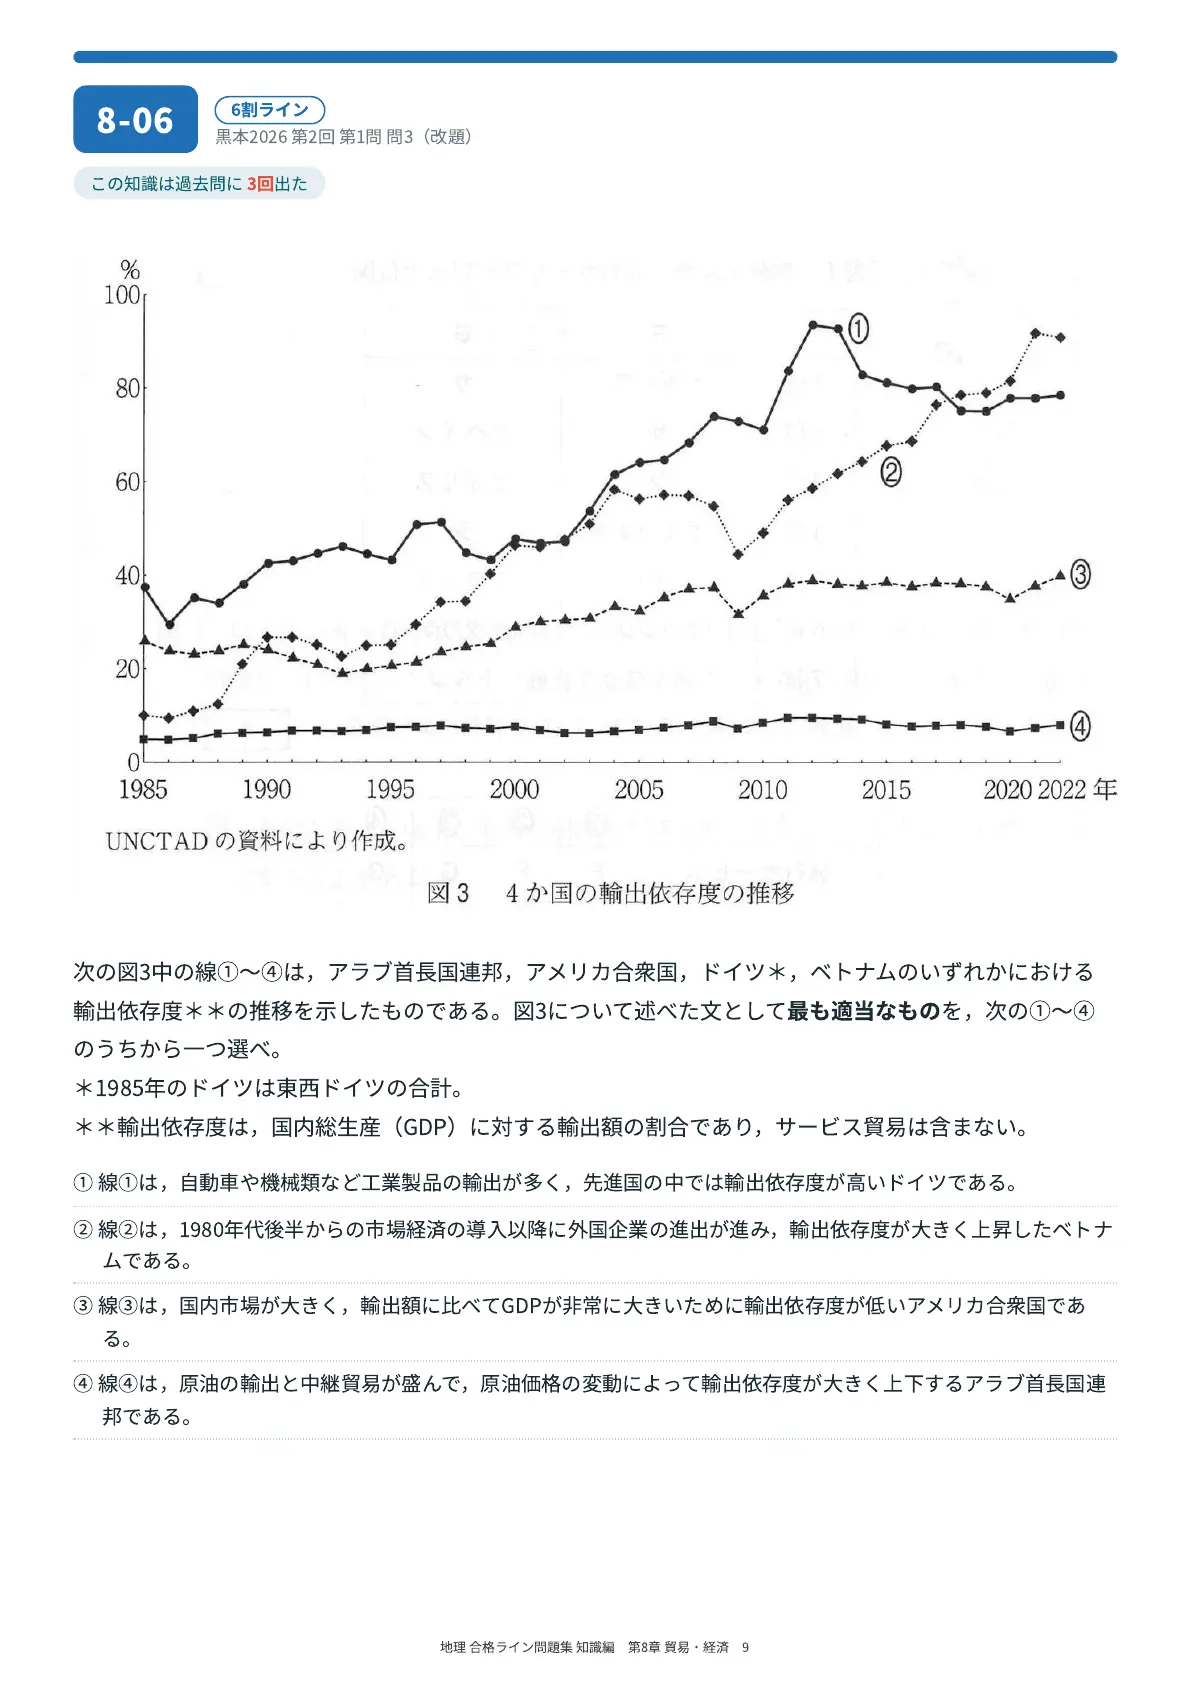 8-06
6割ライン
黒本2026 第2回 第1問 問3（改題）
この知識は過去問に 3回出た
%
100
80
60
40
20
0
①
②
③
④
1985 1990 1995 2000 2005 2010 2015 2020 2022 年
UNCTADの資料により作成。
図3 4か国の輸出依存度の推移
次の図3中の線①～④は，アラブ首長国連邦，アメリカ合衆国，ドイツ＊，ベトナムのいずれかにおける
輸出依存度＊＊の推移を示したものである。図3について述べた文として最も適当なものを，次の①～④
のうちから一つ選べ。
＊1985年のドイツは東西ドイツの合計。
＊＊輸出依存度は，国内総生産（GDP）に対する輸出額の割合であり，サービス貿易は含まない。
① 線①は，自動車や機械類など工業製品の輸出が多く，先進国の中では輸出依存度が高いドイツである。
② 線②は，1980年代後半からの市場経済の導入以降に外国企業の進出が進み，輸出依存度が大きく上昇したベトナ
ムである。
③ 線③は，国内市場が大きく，輸出額に比べてGDPが非常に大きいために輸出依存度が低いアメリカ合衆国であ
る。
④ 線④は，原油の輸出と中継貿易が盛んで，原油価格の変動によって輸出依存度が大きく上下するアラブ首長国連
邦である。
地理 合格ライン問題集 知識編 第8章 貿易・経済 9